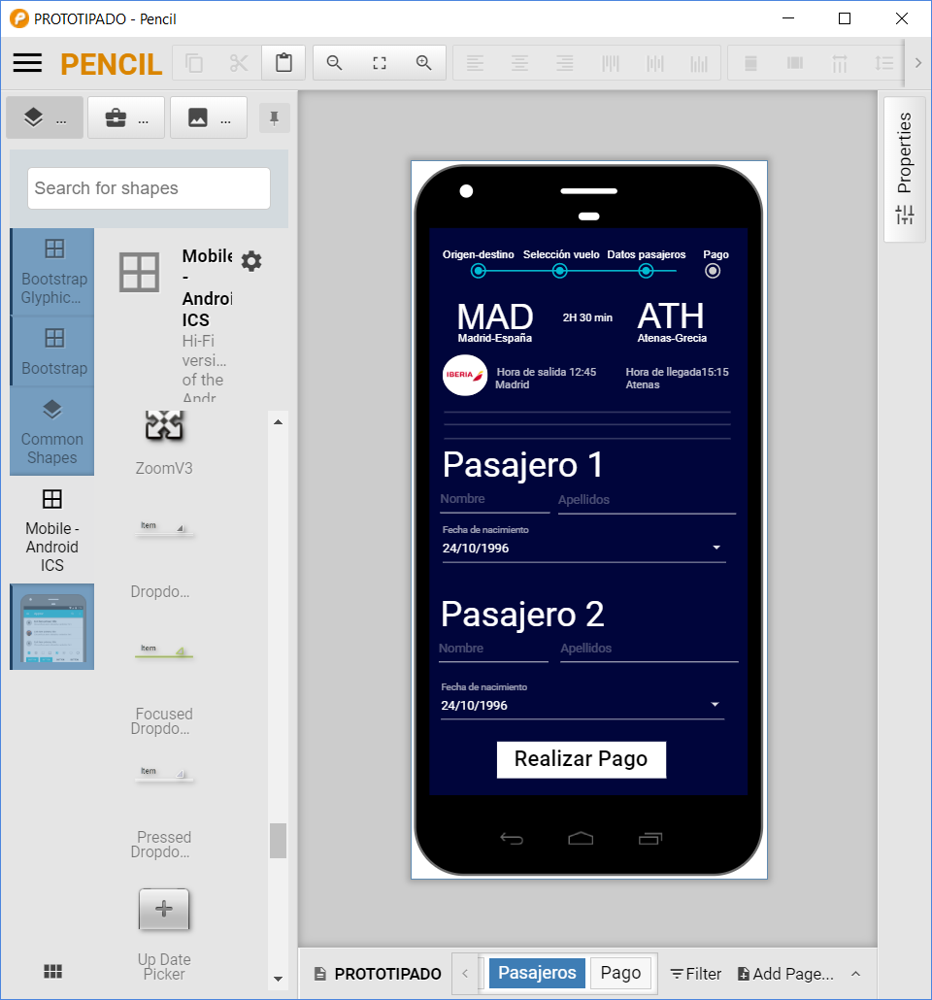 PROTOTIPADO - Pencil
PENCIL
... ... ...
Search for shapes
Properties
Bootstrap
Glyphic...
Bootstrap
Common
Shapes
Mobile -
Android
ICS
Mobile
-
Androi
ICS
Hi-Fi
versi...
of the
Andr
ZoomV3
Item
Dropdo...
Item
Focused
Dropdo...
Item
Pressed
Dropdo...
Up Date
Picker
Origen-destino Selección vuelo Datos pasajeros Pago
MAD 2H 30 min ATH
Madrid-España Atenas-Grecia
IBERIA
Hora de salida 12:45 Hora de llegada15:15
Madrid Atenas
Pasajero 1
Nombre Apellidos
Fecha de nacimiento
24/10/1996
Pasajero 2
Nombre Apellidos
Fecha de nacimiento
24/10/1996
Realizar Pago
PROTOTIPADO Pasajeros Pago Filter Add Page...